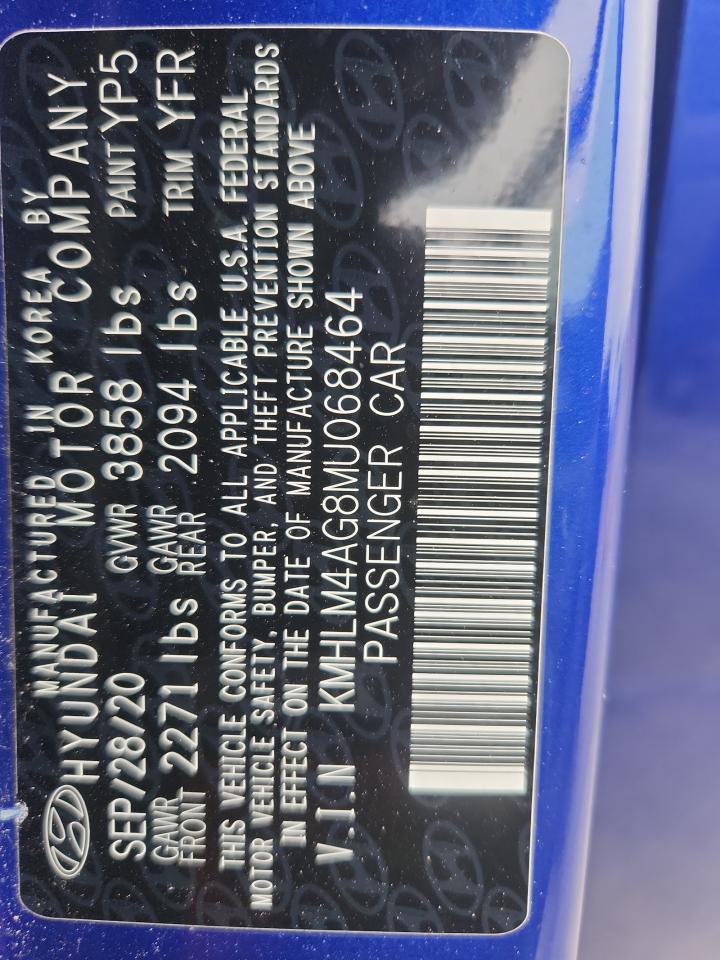 MANUFACTURED IN KOREA BY
HYUNDAI MOTOR COMPANY
SEP/28/20 GVWR 3858 lbs PAINT YP5
GAWR FRONT 2271 lbs GAWR REAR 2094 lbs TRIM YFR
THIS VEHICLE CONFORMS TO ALL APPLICABLE U.S.A. FEDERAL
MOTOR VEHICLE SAFETY, BUMPER, AND THEFT PREVENTION STANDARDS
IN EFFECT ON THE DATE OF MANUFACTURE SHOWN ABOVE
V.I.N KMHLM4AG8MU068464
PASSENGER CAR